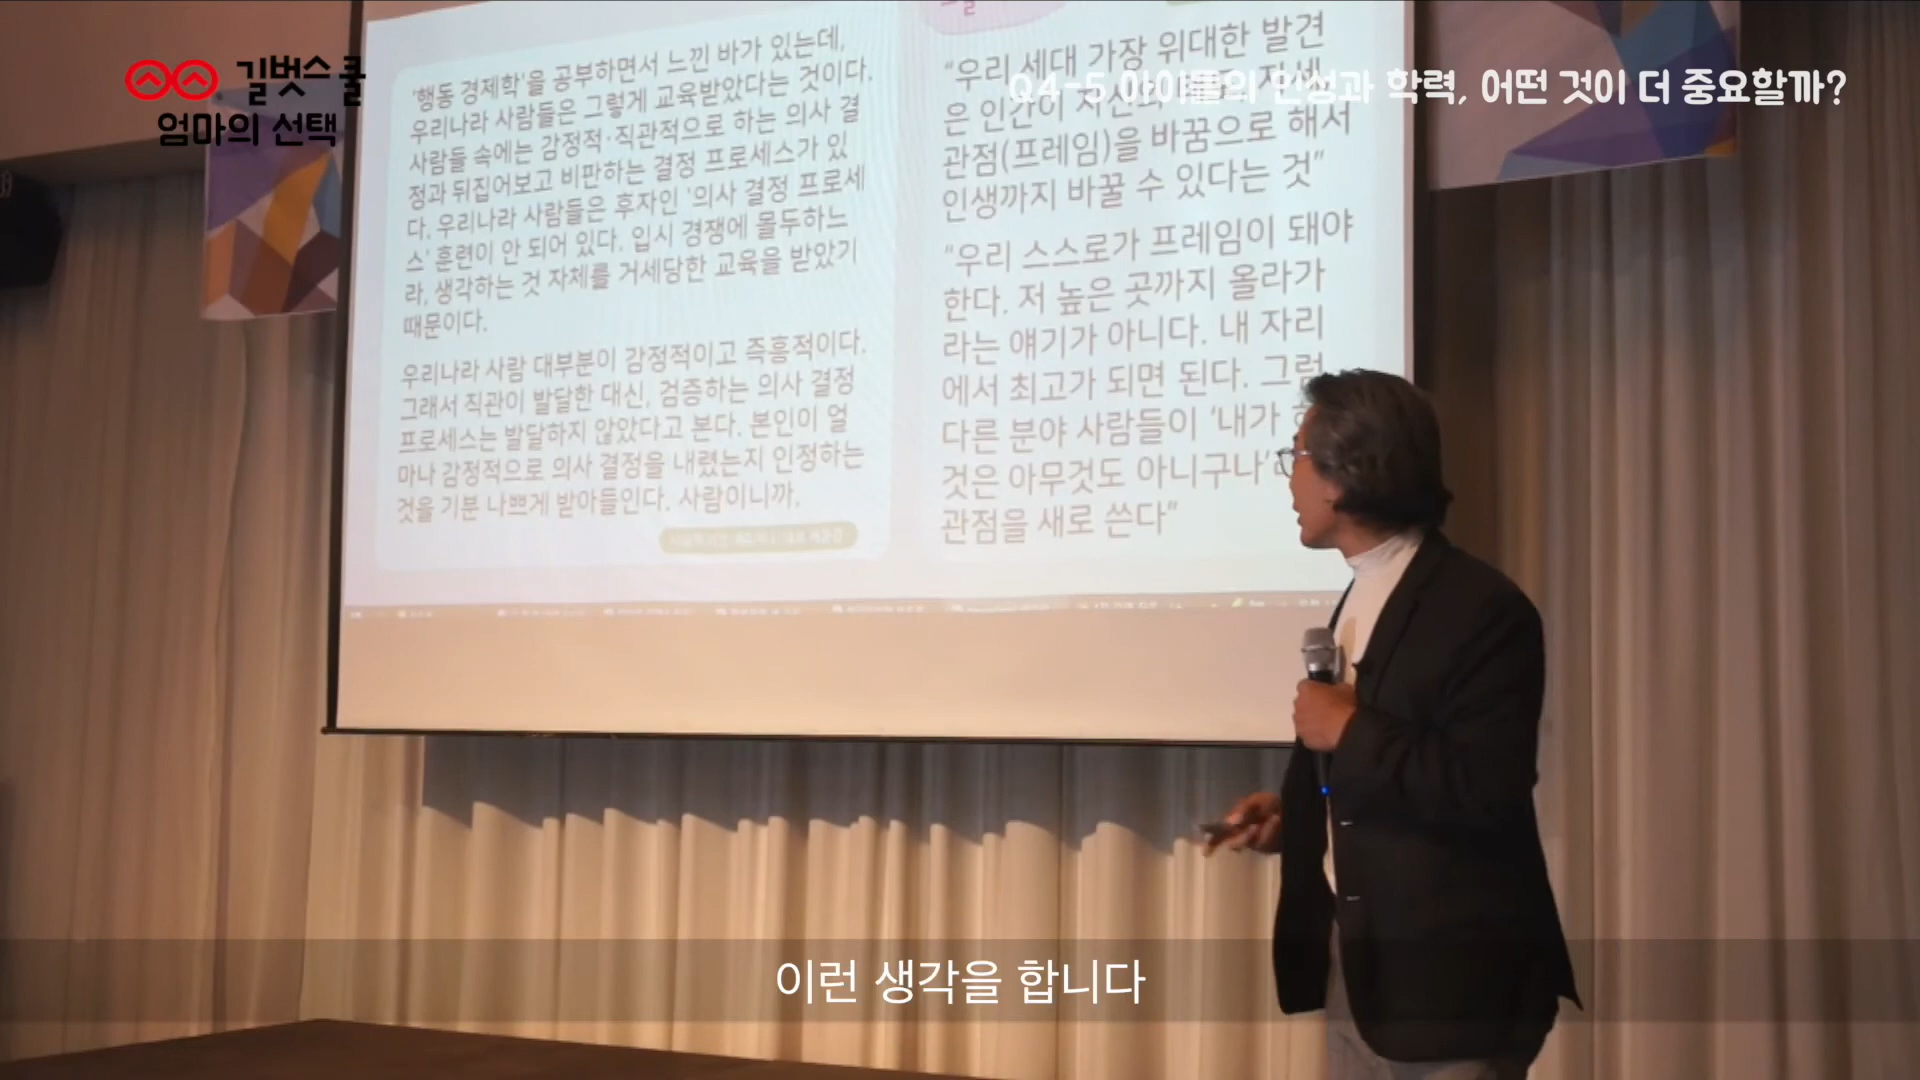 길벗스쿨
엄마의 선택
Q4-5 아이들의 인성과 학력, 어떤 것이 더 중요할까?
'행동 경제학'을 공부하면서 느낀 바가 있는데,
우리나라 사람들은 그렇게 교육받았다는 것이다.
사람들 속에는 감정적·직관적으로 하는 의사 결
정과 뒤집어보고 비판하는 결정 프로세스가 있
다. 우리나라 사람들은 후자인 '의사 결정 프로세
스' 훈련이 안 되어 있다. 입시 경쟁에 몰두하느
라, 생각하는 것 자체를 거세당한 교육을 받았기
때문이다.
우리나라 사람 대부분이 감정적이고 즉흥적이다.
그래서 직관이 발달한 대신, 검증하는 의사 결정
프로세스는 발달하지 않았다고 본다. 본인이 얼
마나 감정적으로 의사 결정을 내렸는지 인정하는
것을 기분 나쁘게 받아들인다. 사람이니까.
“우리 세대 가장 위대한 발견
은 인간이 자신의
관점(프레임)을 바꿈으로 해서
인생까지 바꿀 수 있다는 것”
“우리 스스로가 프레임이 돼야
한다. 저 높은 곳까지 올라가
라는 얘기가 아니다. 내 자리
에서 최고가 되면 된다. 그럼
다른 분야 사람들이 ‘내가
것은 아무것도 아니구나’
관점을 새로 쓴다”
이런 생각을 합니다